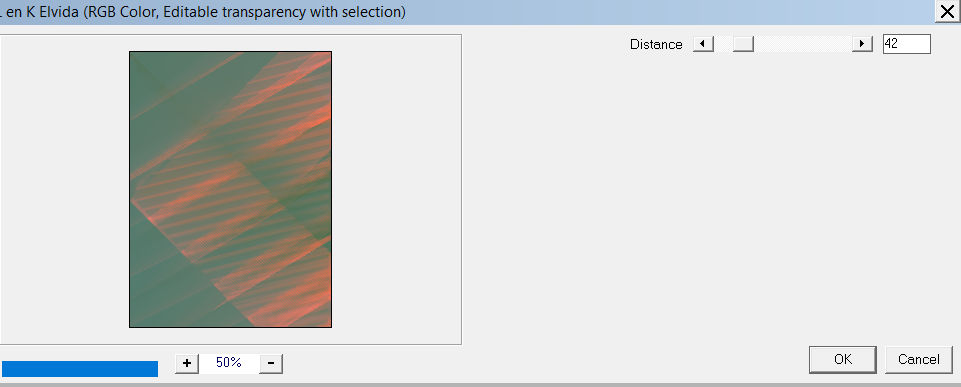 L en K Elvida (RGB Color, Editable transparency with selection)
Distance 42
+ 50% -
OK Cancel